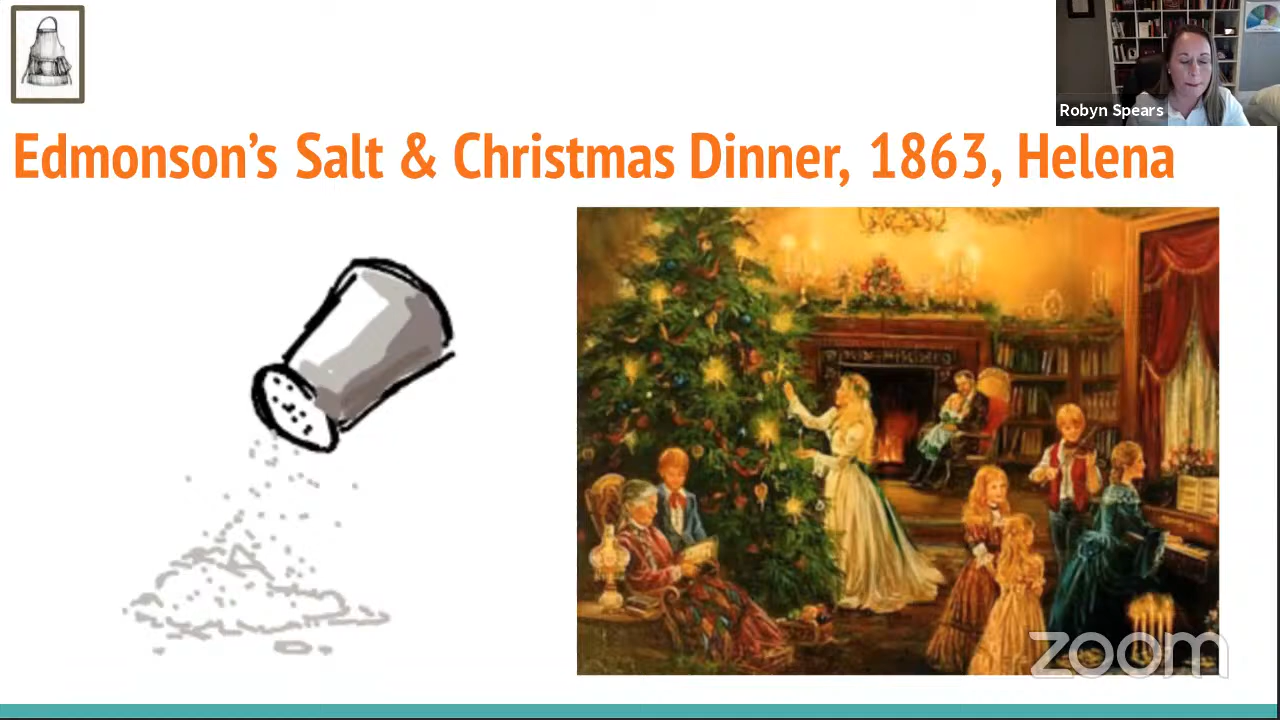 Robyn Spears
Edmonson's Salt & Christmas Dinner, 1863, Helena
zoom